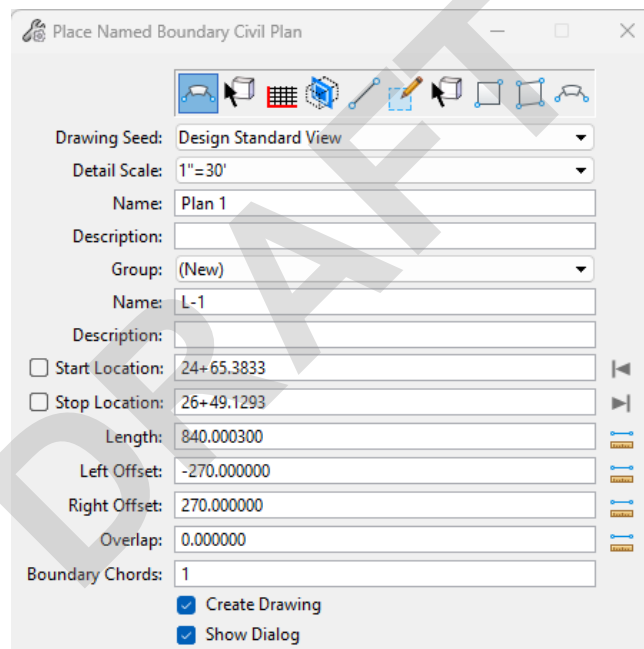 Place Named Boundary Civil Plan
Drawing Seed: Design Standard View
Detail Scale: 1"=30'
Name: Plan 1
Description:
Group: (New)
Name: L-1
Description:
Start Location: 24+65.3833
Stop Location: 26+49.1293
Length: 840.000300
Left Offset: -270.000000
Right Offset: 270.000000
Overlap: 0.000000
Boundary Chords: 1
Create Drawing
Show Dialog
DRAFT